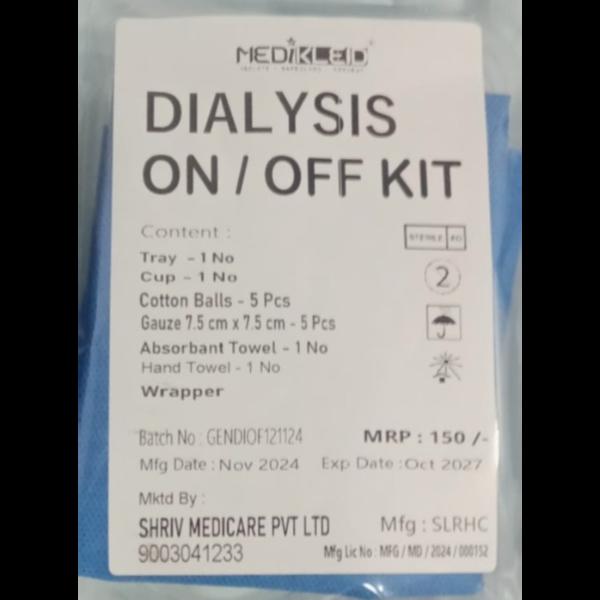 MEDiKLEID
DIALYSIS
ON / OFF KIT
Content :
STERILE EO
Tray - 1 No
Cup - 1 No
2
Cotton Balls - 5 Pcs
Gauze 7.5 cm x 7.5 cm - 5 Pcs
Absorbant Towel - 1 No
Hand Towel - 1 No
Wrapper
Batch No : GENDIOF121124 MRP : 150 /-
Mfg Date : Nov 2024 Exp Date : Oct 2027
Mktd By :
SHRIV MEDICARE PVT LTD Mfg : SLRHC
9003041233 Mfg Lic No : MFG / MD / 2024 / 000152